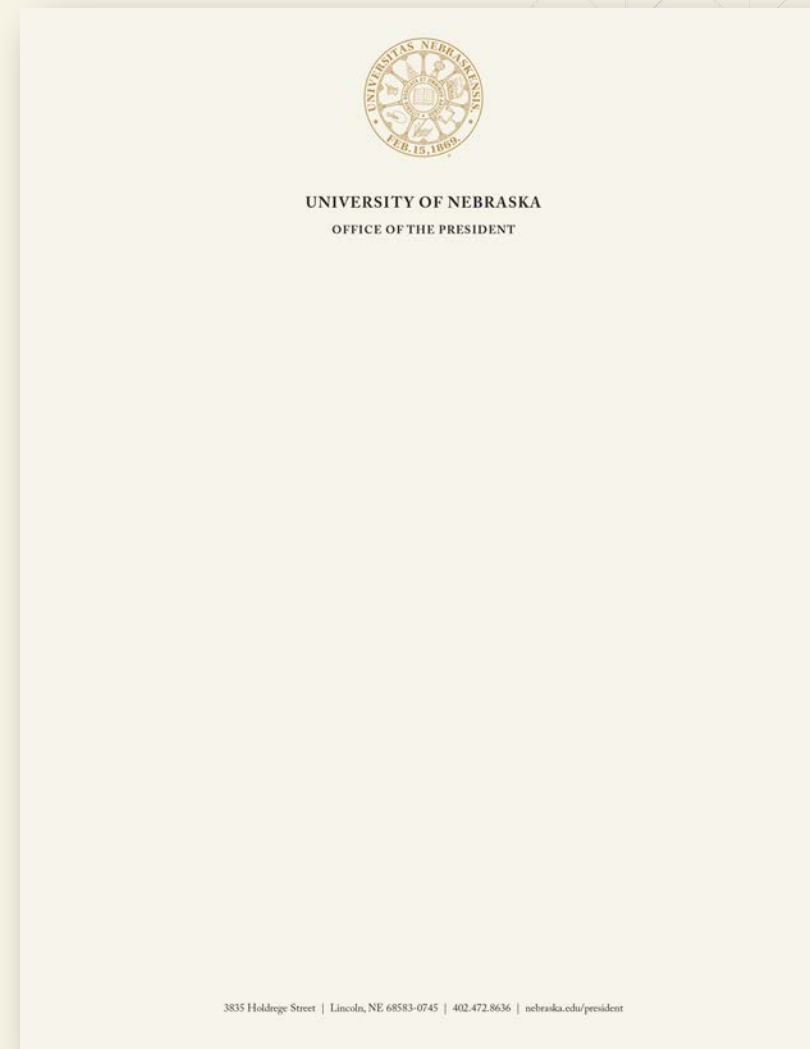 UNIVERSITAS NEBRASKENSIS.
FEB. 15, 1869.
UNIVERSITY OF NEBRASKA
OFFICE OF THE PRESIDENT
3835 Holdrege Street | Lincoln, NE 68583-0745 | 402.472.8636 | nebraska.edu/president